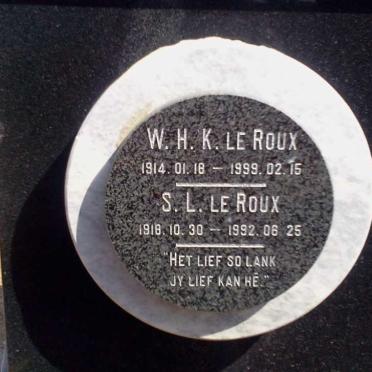 W. H. K. LE ROUX
1914. 01. 18 — 1999. 02. 15
S. L. LE ROUX
1918. 10. 30 — 1992. 06 25
"HET LIEF SO LANK
JY LIEF KAN HÊ."